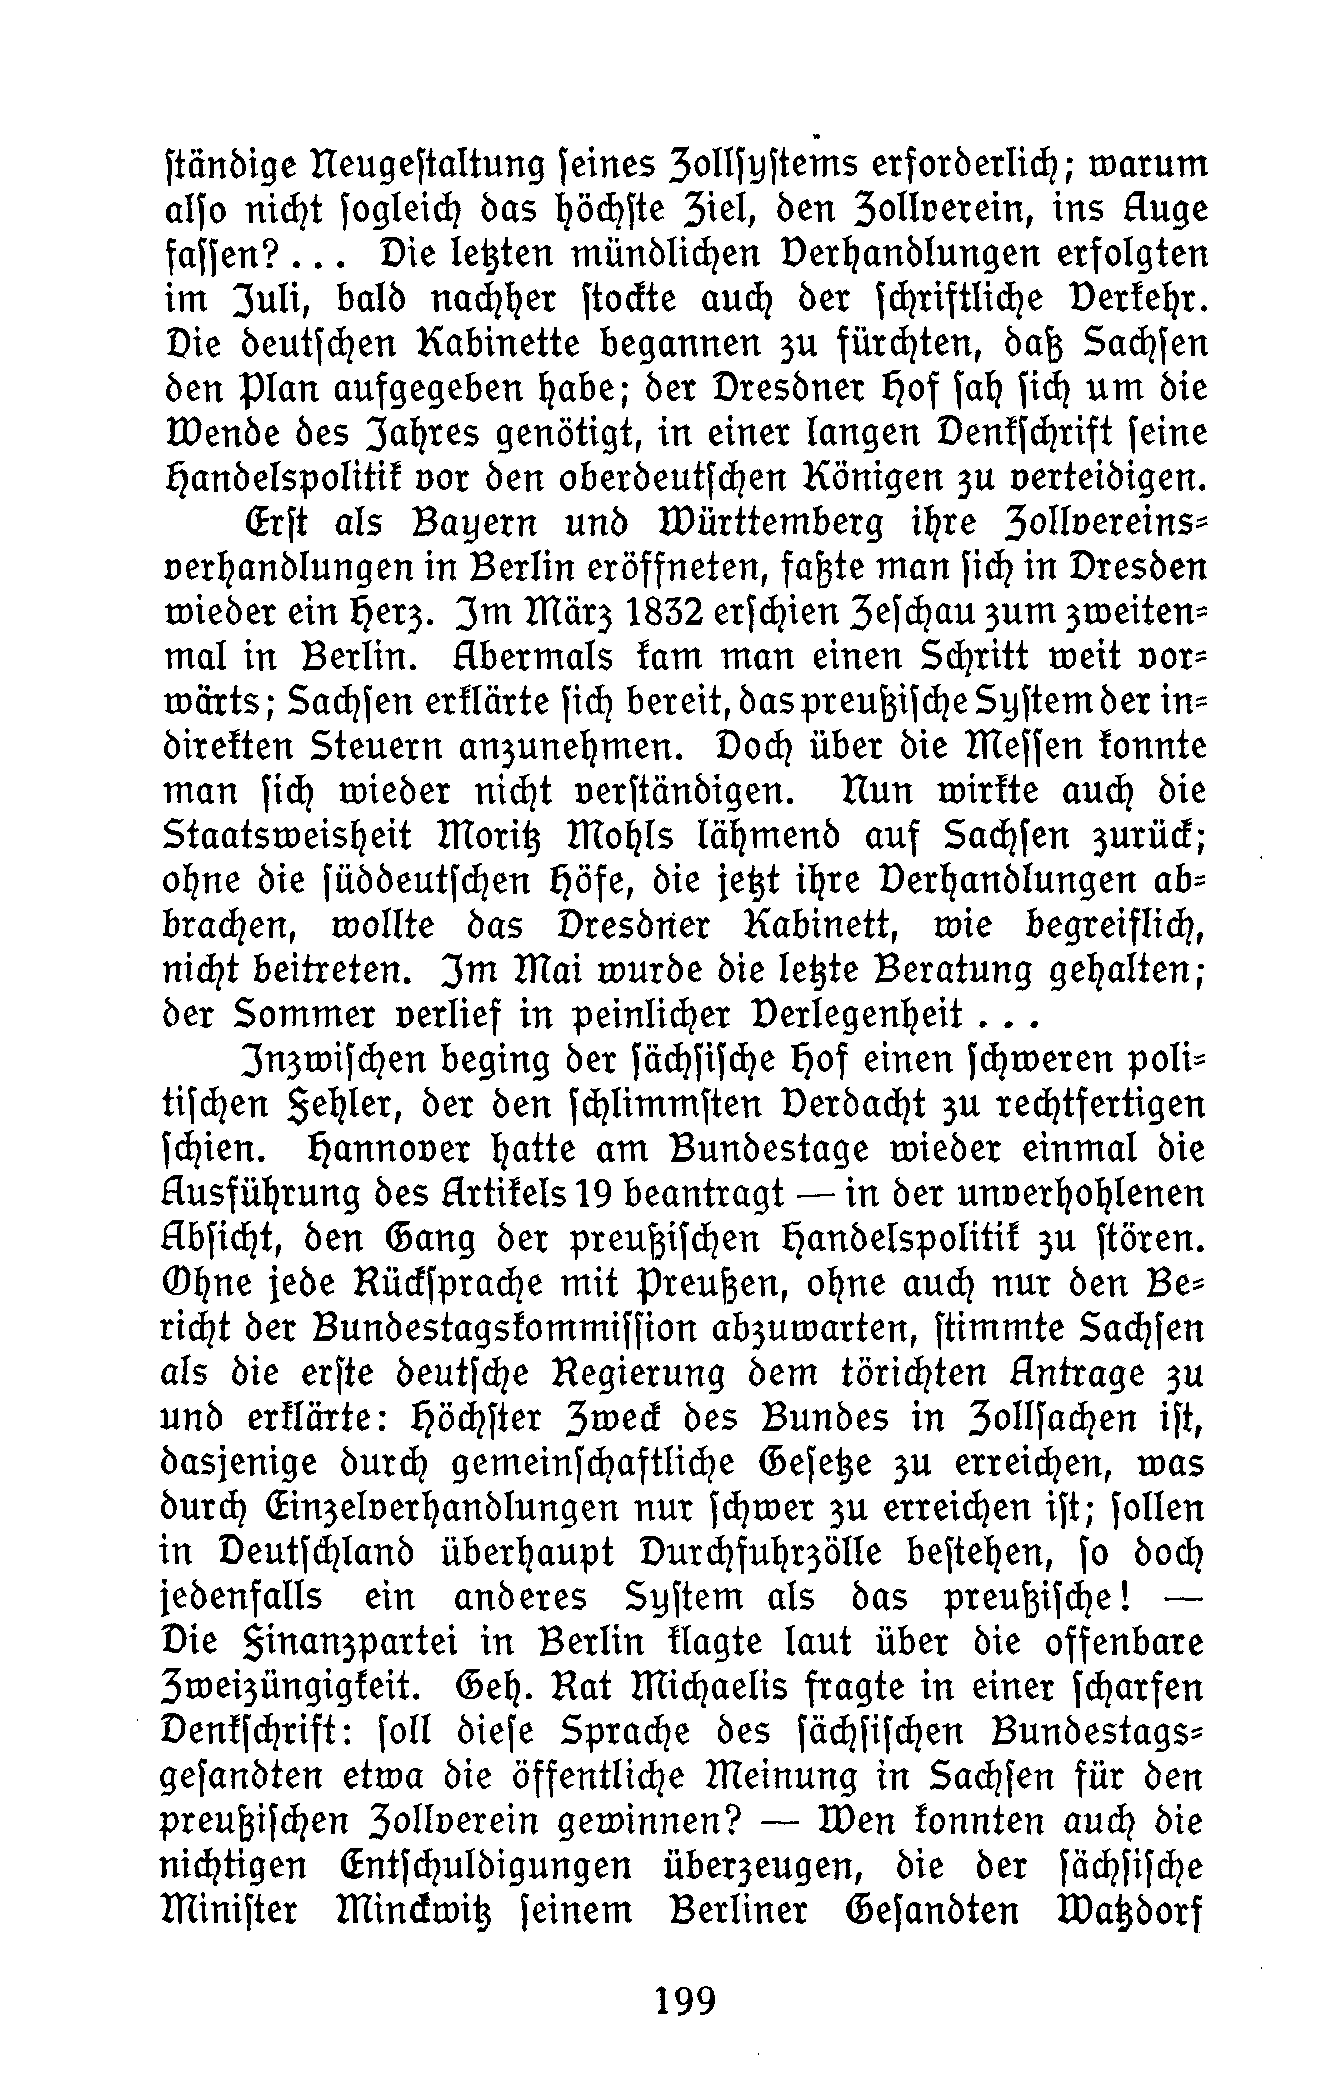 ständige Neugestaltung seines Zollsystems erforderlich; warum
also nicht sogleich das höchste Ziel, den Zollverein, ins Auge
fassen? . . . Die letzten mündlichen Verhandlungen erfolgten
im Juli, bald nachher stockte auch der schriftliche Verkehr.
Die deutschen Kabinette begannen zu fürchten, daß Sachsen
den Plan aufgegeben habe; der Dresdner Hof sah sich um die
Wende des Jahres genötigt, in einer langen Denkschrift seine
Handelspolitik vor den oberdeutschen Königen zu verteidigen.
Erst als Bayern und Württemberg ihre Zollvereins-
verhandlungen in Berlin eröffneten, faßte man sich in Dresden
wieder ein Herz. Im März 1832 erschien Zeschau zum zweiten-
mal in Berlin. Abermals kam man einen Schritt weit vor-
wärts; Sachsen erklärte sich bereit, das preußische System der in-
direkten Steuern anzunehmen. Doch über die Messen konnte
man sich wieder nicht verständigen. Nun wirkte auch die
Staatsweisheit Moritz Mohls lähmend auf Sachsen zurück;
ohne die süddeutschen Höfe, die jetzt ihre Verhandlungen ab-
brachen, wollte das Dresdner Kabinett, wie begreiflich,
nicht beitreten. Im Mai wurde die letzte Beratung gehalten;
der Sommer verlief in peinlicher Verlegenheit . . .
Inzwischen beging der sächsische Hof einen schweren poli-
tischen Fehler, der den schlimmsten Verdacht zu rechtfertigen
schien. Hannover hatte am Bundestage wieder einmal die
Ausführung des Artikels 19 beantragt — in der unverhohlenen
Absicht, den Gang der preußischen Handelspolitik zu stören.
Ohne jede Rücksprache mit Preußen, ohne auch nur den Be-
richt der Bundestagskommission abzuwarten, stimmte Sachsen
als die erste deutsche Regierung dem törichten Antrage zu
und erklärte: Höchster Zweck des Bundes in Zollsachen ist,
dasjenige durch gemeinschaftliche Gesetze zu erreichen, was
durch Einzelverhandlungen nur schwer zu erreichen ist; sollen
in Deutschland überhaupt Durchfuhrzölle bestehen, so doch
jedenfalls ein anderes System als das preußische! —
Die Finanzpartei in Berlin klagte laut über die offenbare
Zweizüngigkeit. Geh. Rat Michaelis fragte in einer scharfen
Denkschrift: soll diese Sprache des sächsischen Bundestags-
gesandten etwa die öffentliche Meinung in Sachsen für den
preußischen Zollverein gewinnen? — Wen konnten auch die
nichtigen Entschuldigungen überzeugen, die der sächsische
Minister Minckwitz seinem Berliner Gesandten Watzdorf
199